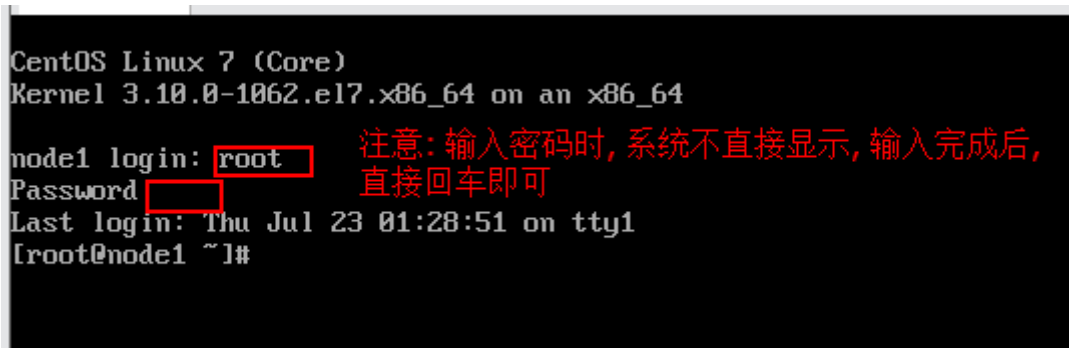 CentOS Linux 7 (Core)
Kernel 3.10.0-1062.el7.x86_64 on an x86_64
node1 login: root
注意: 输入密码时, 系统不直接显示, 输入完成后,
直接回车即可
Password
Last login: Thu Jul 23 01:28:51 on tty1
[root@node1 ~]#